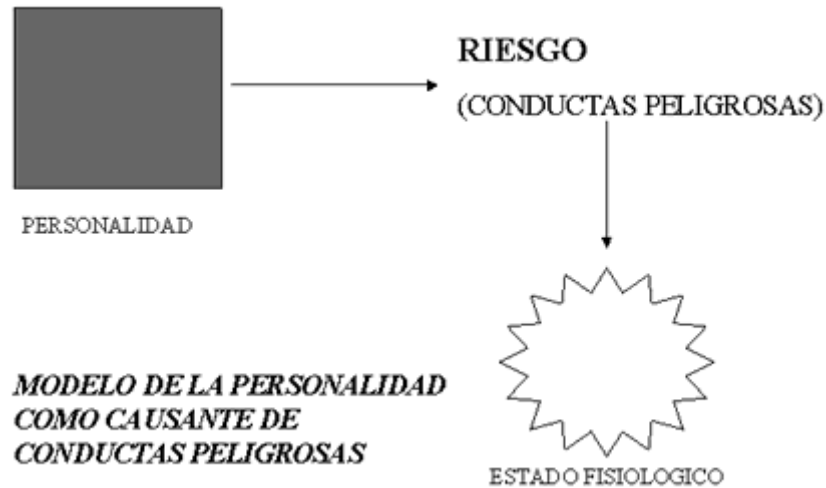 RIESGO
(CONDUCTAS PELIGROSAS)
PERSONALIDAD
MODELO DE LA PERSONALIDAD
COMO CAUSANTE DE
CONDUCTAS PELIGROSAS
ESTADO FISIOLOGICO